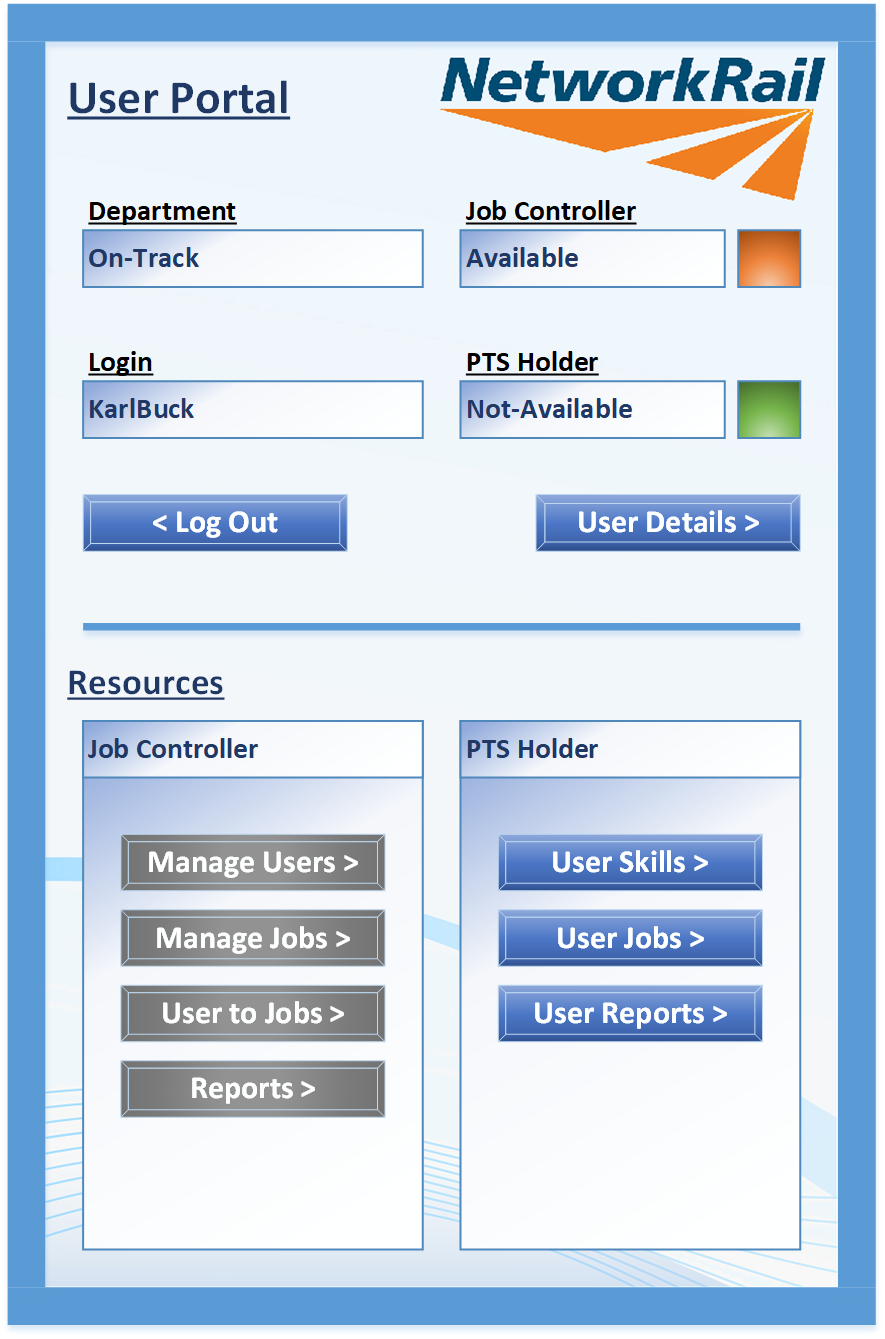 User Portal
NetworkRail
Department
Job Controller
On-Track
Available
Login
PTS Holder
KarlBuck
Not-Available
< Log Out
User Details >
Resources
Job Controller
PTS Holder
Manage Users >
User Skills >
Manage Jobs >
User Jobs >
User to Jobs >
User Reports >
Reports >